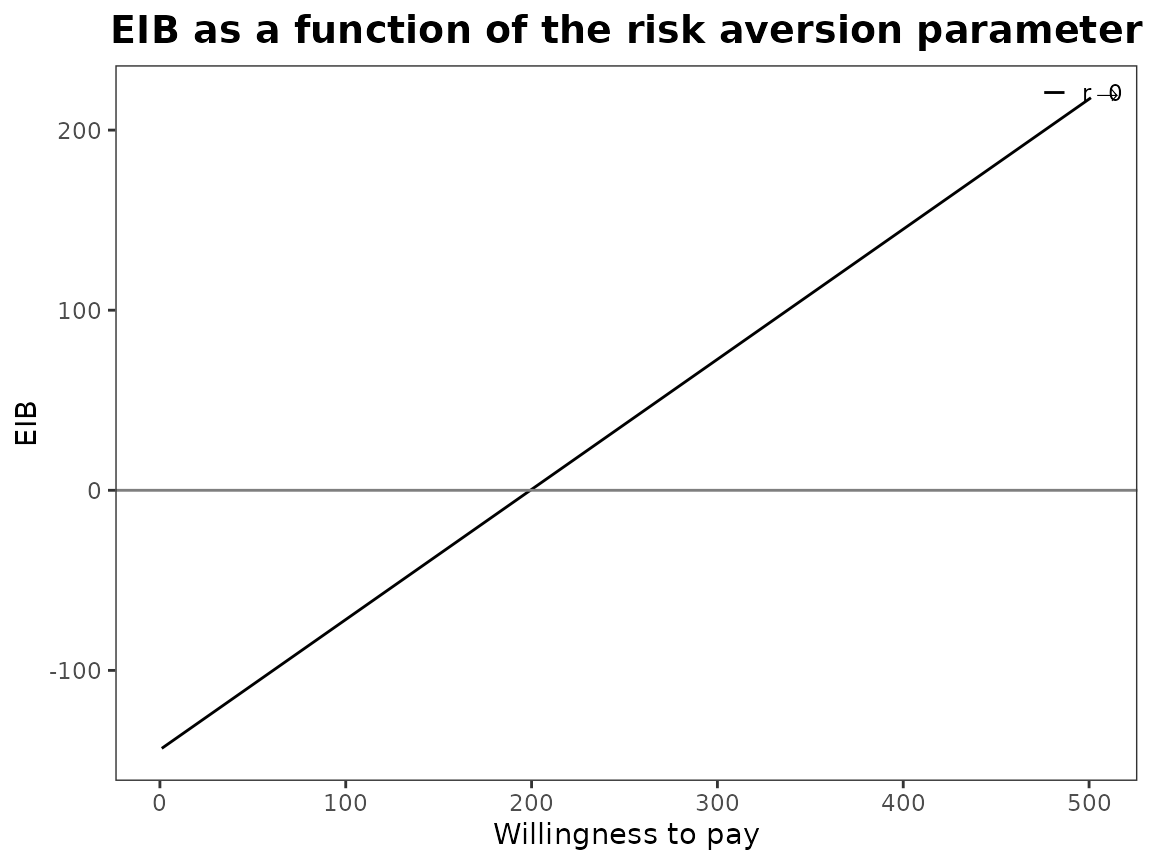 EIB as a function of the risk aversion parameter
r → 0
200
100
0
-100
EIB
0 100 200 300 400 500
Willingness to pay